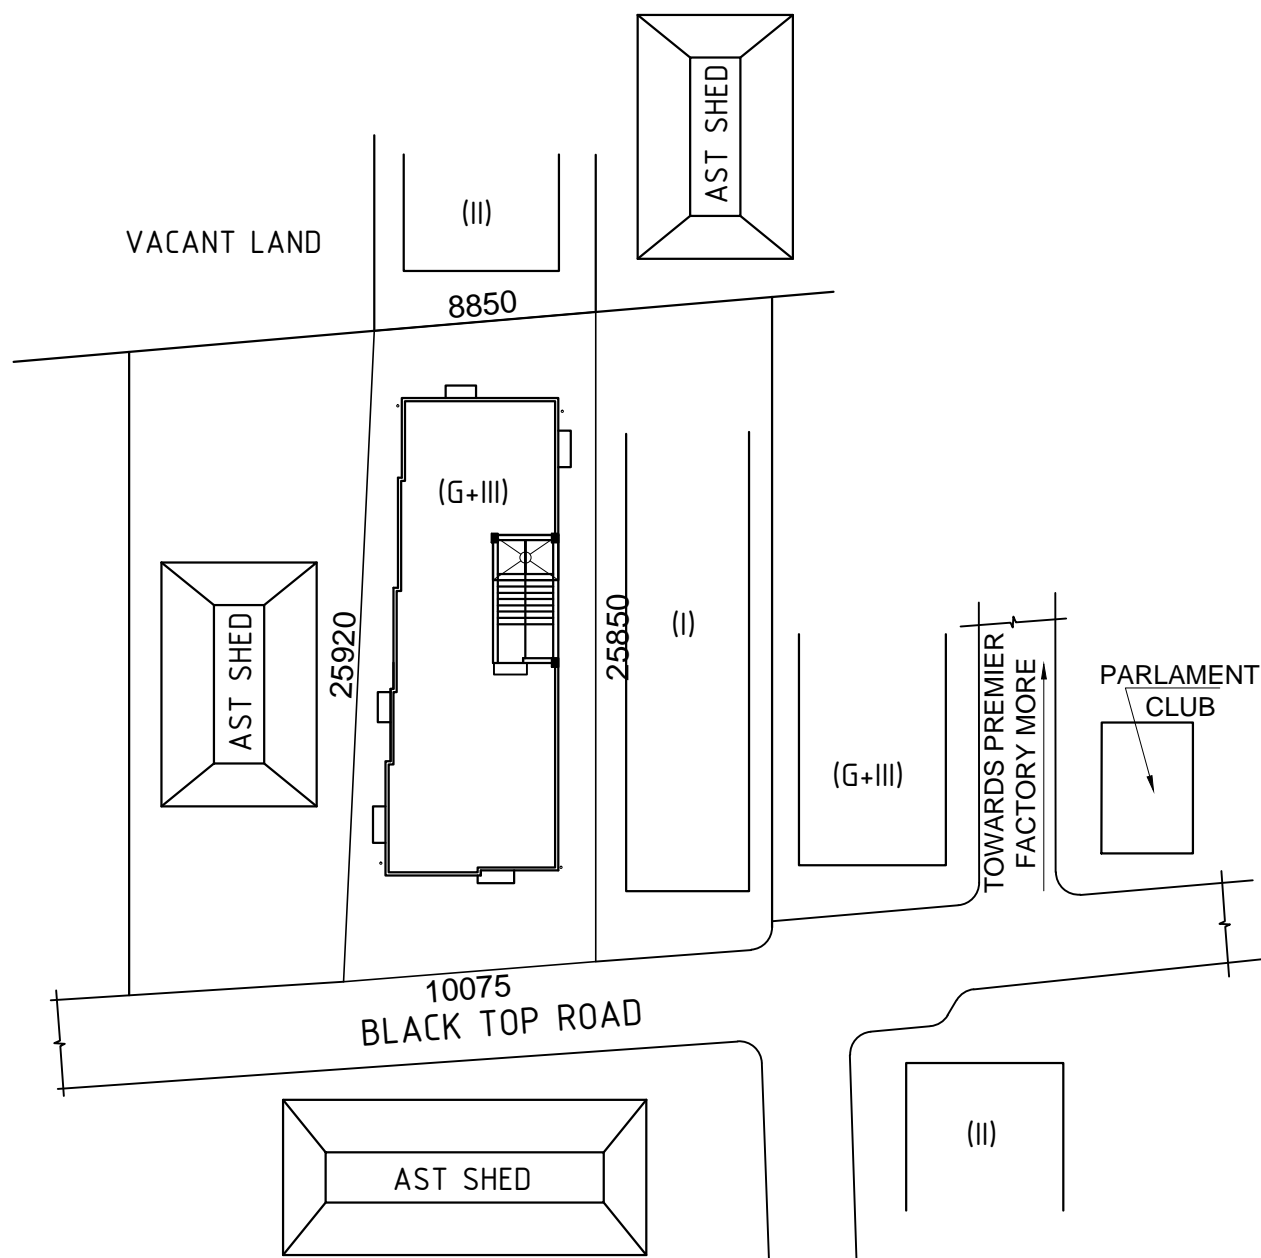 AST SHED
(II)
VACANT LAND
8850
(G+III)
25920
25850
(I)
AST SHED
TOWARDS PREMIER
FACTORY MORE
PARLAMENT
CLUB
(G+III)
10075
BLACK TOP ROAD
(II)
AST SHED